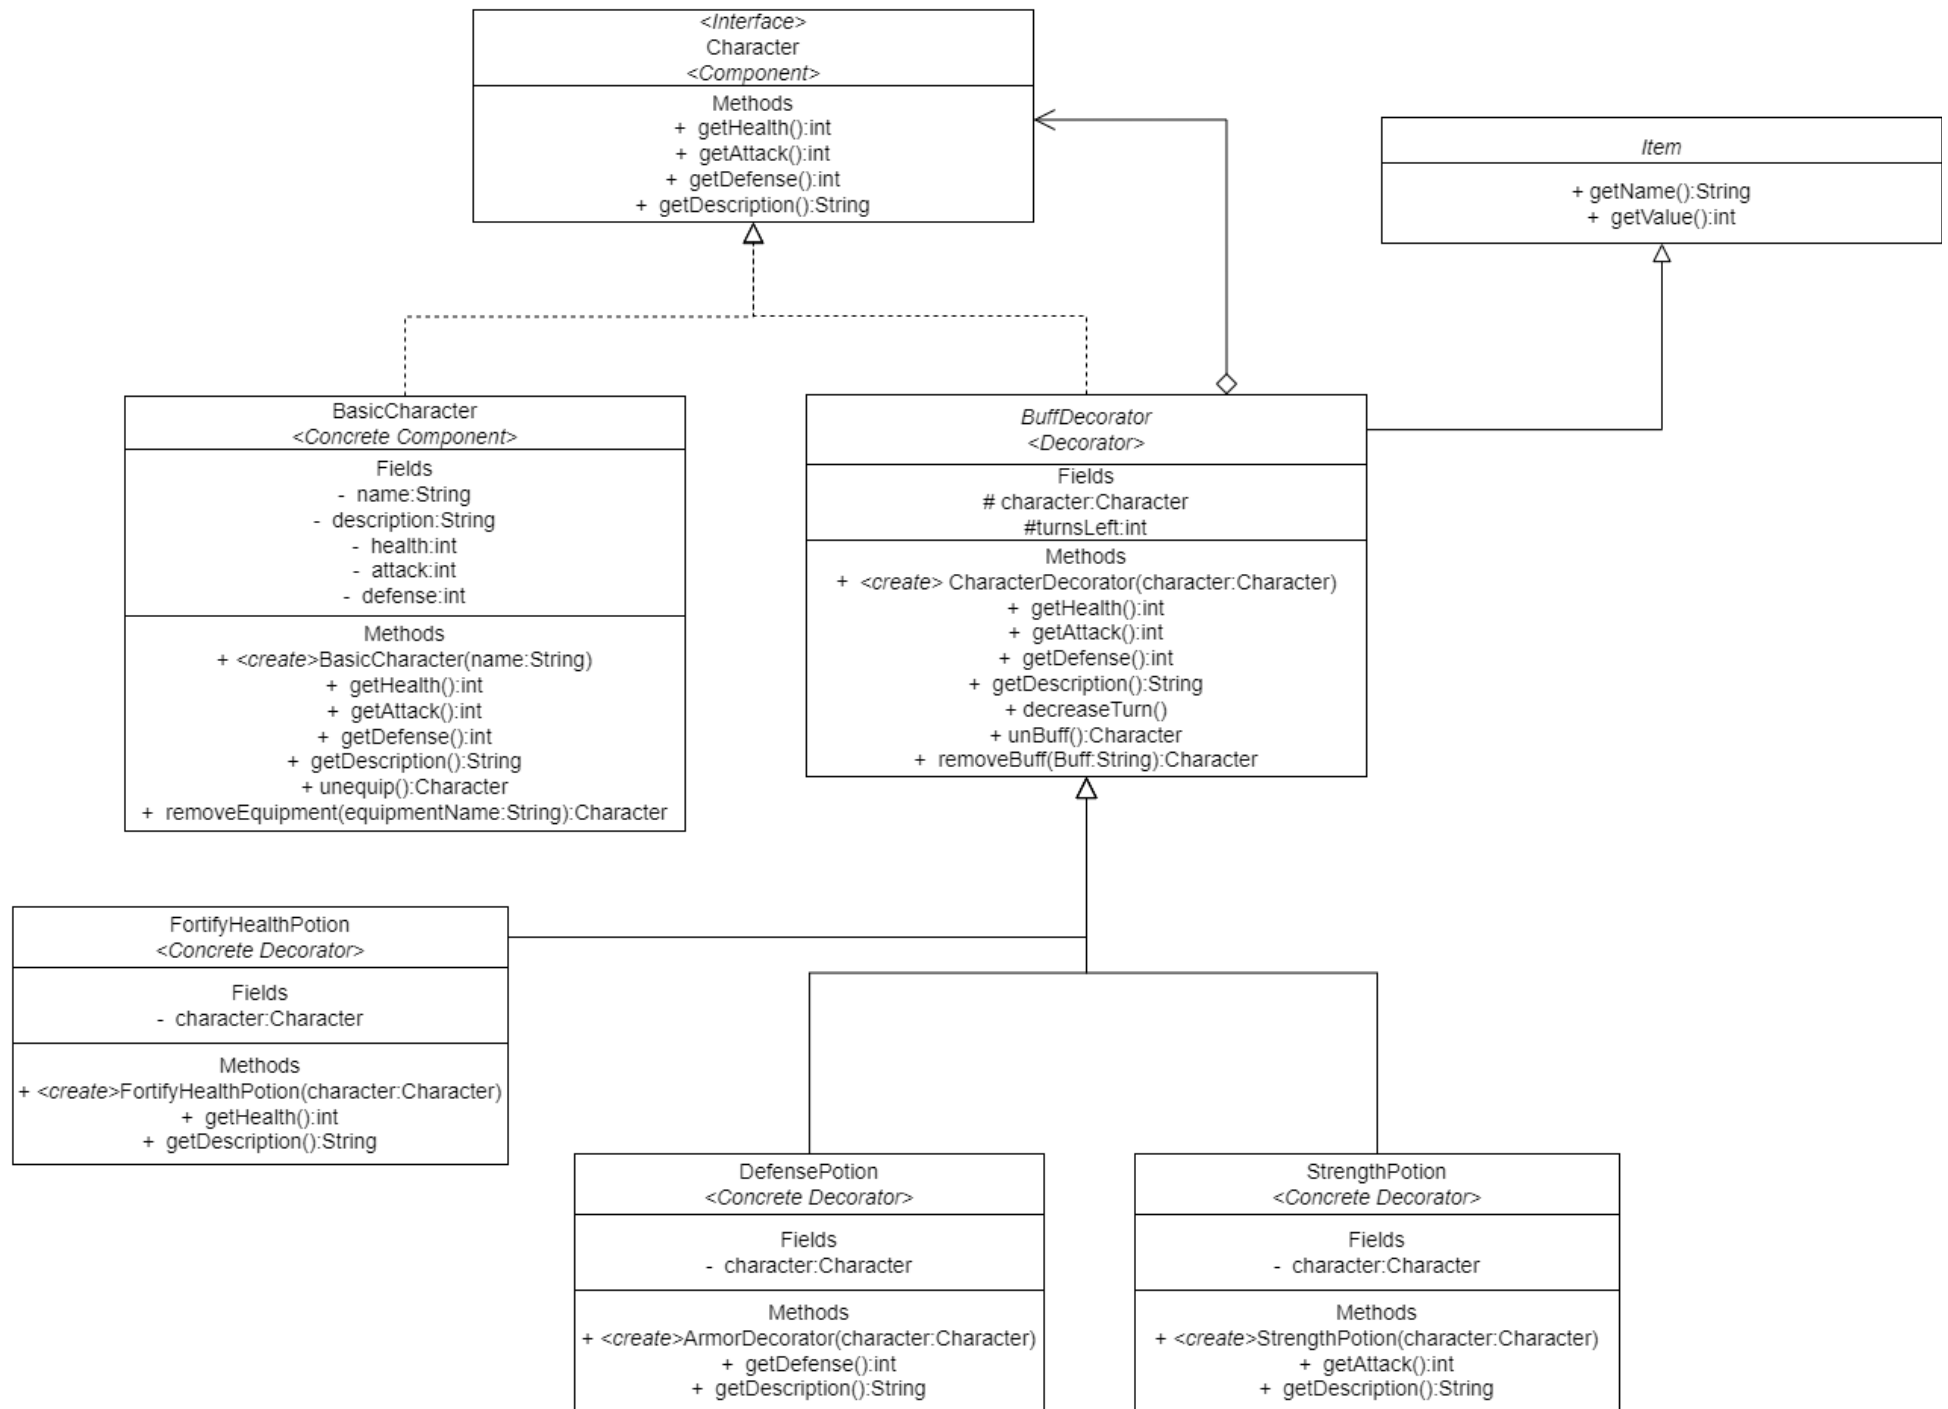 <Interface>
Character
<Component>
Methods
+ getHealth():int
+ getAttack():int
+ getDefense():int
+ getDescription():String
Item
+ getName():String
+ getValue():int
BasicCharacter
<Concrete Component>
Fields
- name:String
- description:String
- health:int
- attack:int
- defense:int
Methods
+ <create>BasicCharacter(name:String)
+ getHealth():int
+ getAttack():int
+ getDefense():int
+ getDescription():String
+ unequip():Character
+ removeEquipment(equipmentName:String):Character
BuffDecorator
<Decorator>
Fields
# character:Character
#turnsLeft:int
Methods
+ <create> CharacterDecorator(character:Character)
+ getHealth():int
+ getAttack():int
+ getDefense():int
+ getDescription():String
+ decreaseTurn()
+ unBuff():Character
+ removeBuff(Buff:String):Character
FortifyHealthPotion
<Concrete Decorator>
Fields
- character:Character
Methods
+ <create>FortifyHealthPotion(character:Character)
+ getHealth():int
+ getDescription():String
DefensePotion
<Concrete Decorator>
Fields
- character:Character
Methods
+ <create>ArmorDecorator(character:Character)
+ getDefense():int
+ getDescription():String
StrengthPotion
<Concrete Decorator>
Fields
- character:Character
Methods
+ <create>StrengthPotion(character:Character)
+ getAttack():int
+ getDescription():String